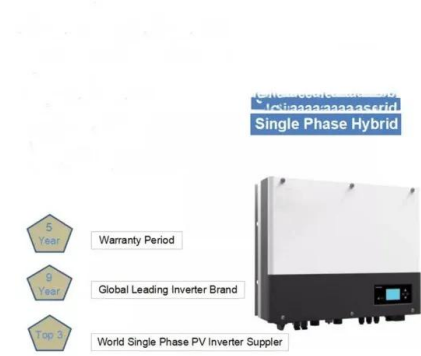 Single Phase Hybrid
5
Year
Warranty Period
9
Year
Global Leading Inverter Brand
Top 3
World Single Phase PV Inverter Suppler